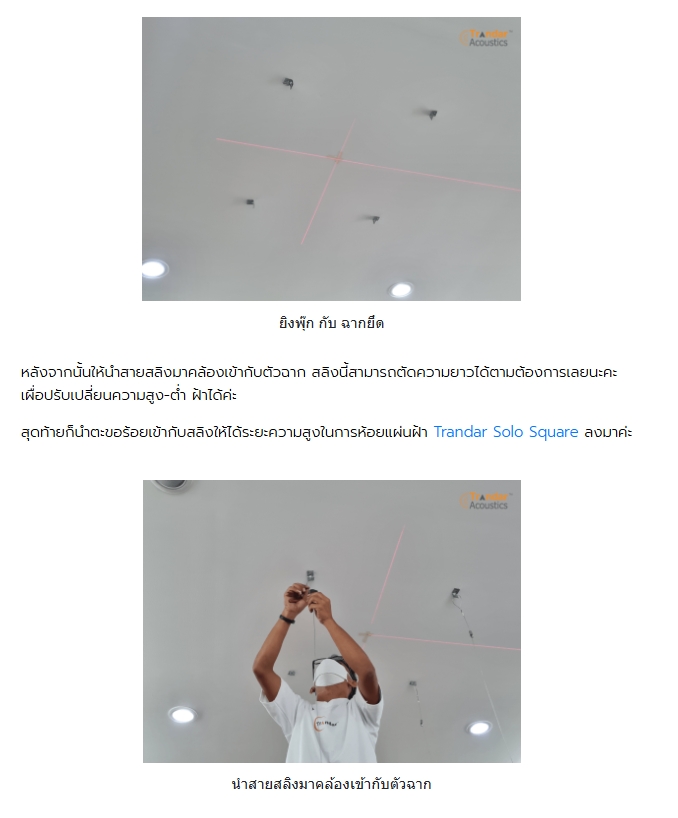 Trandar
Acoustics
ยิงพุ๊ก กับ ฉากยึด
หลังจากนั้นให้นำสายสลิงมาคล้องเข้ากับตัวฉาก สลิงนี้สามารถตัดความยาวได้ตามต้องการเลยนะคะ
เผื่อปรับเปลี่ยนความสูง-ต่ำ ฝ้าได้ค่ะ
สุดท้ายก็นำตะขอร้อยเข้ากับสลิงให้ได้ระยะความสูงในการห้อยแผ่นฝ้า Trandar Solo Square ลงมาค่ะ
Trandar
Acoustics
นำสายสลิงมาคล้องเข้ากับตัวฉาก